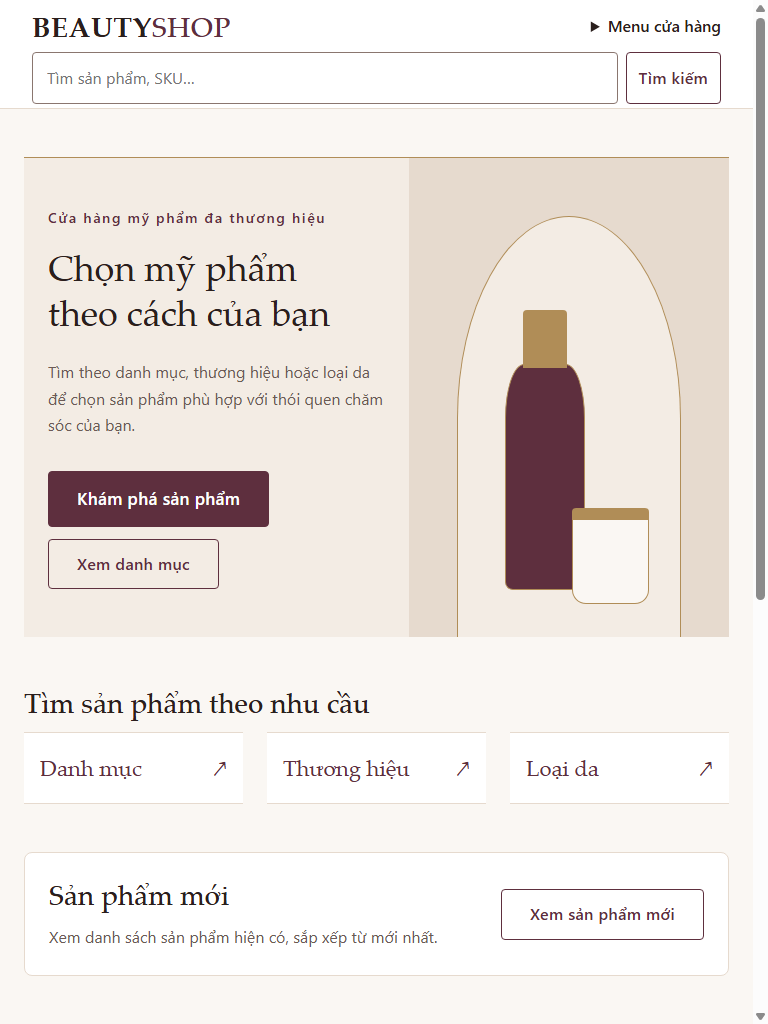 BEAUTYSHOP
Menu cửa hàng
Tìm sản phẩm, SKU...
Tìm kiếm
Cửa hàng mỹ phẩm đa thương hiệu
Chọn mỹ phẩm
theo cách của bạn
Tìm theo danh mục, thương hiệu hoặc loại da
để chọn sản phẩm phù hợp với thói quen chăm
sóc của bạn.
Khám phá sản phẩm
Xem danh mục
Tìm sản phẩm theo nhu cầu
Danh mục
Thương hiệu
Loại da
Sản phẩm mới
Xem danh sách sản phẩm hiện có, sắp xếp từ mới nhất.
Xem sản phẩm mới